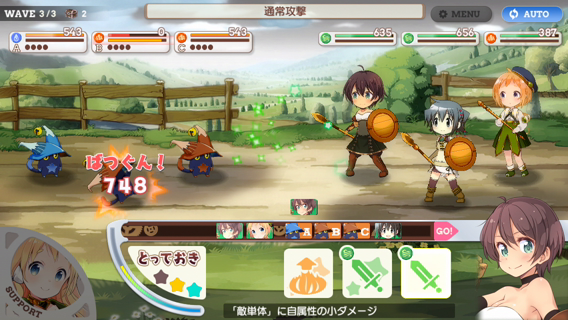 WAVE 3/3
2
通常攻撃
MENU
AUTO
543
A
0
B
543
C
635
656
387
ばつぐん!
748
A
B
C
GO!
とっておき
SUPPORT
「敵単体」に自属性の小ダメージ